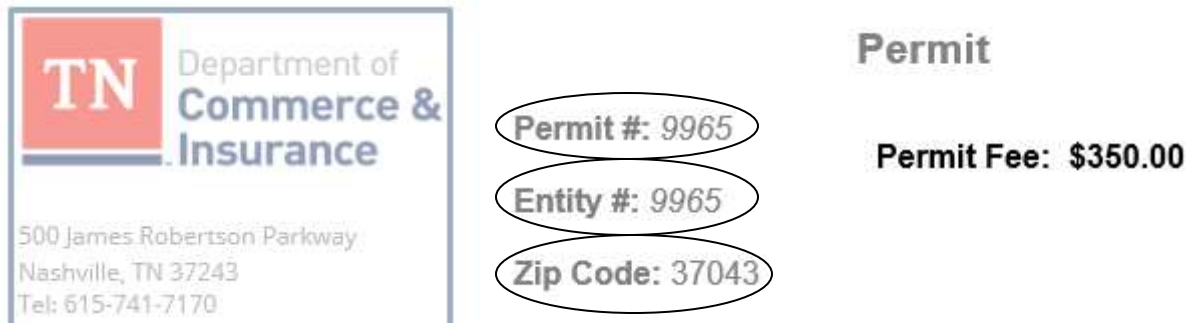 TN
Department of
Commerce &
Insurance
500 James Robertson Parkway
Nashville, TN 37243
Tel: 615-741-7170
Permit #: 9965
Entity #: 9965
Zip Code: 37043
Permit
Permit Fee: $350.00